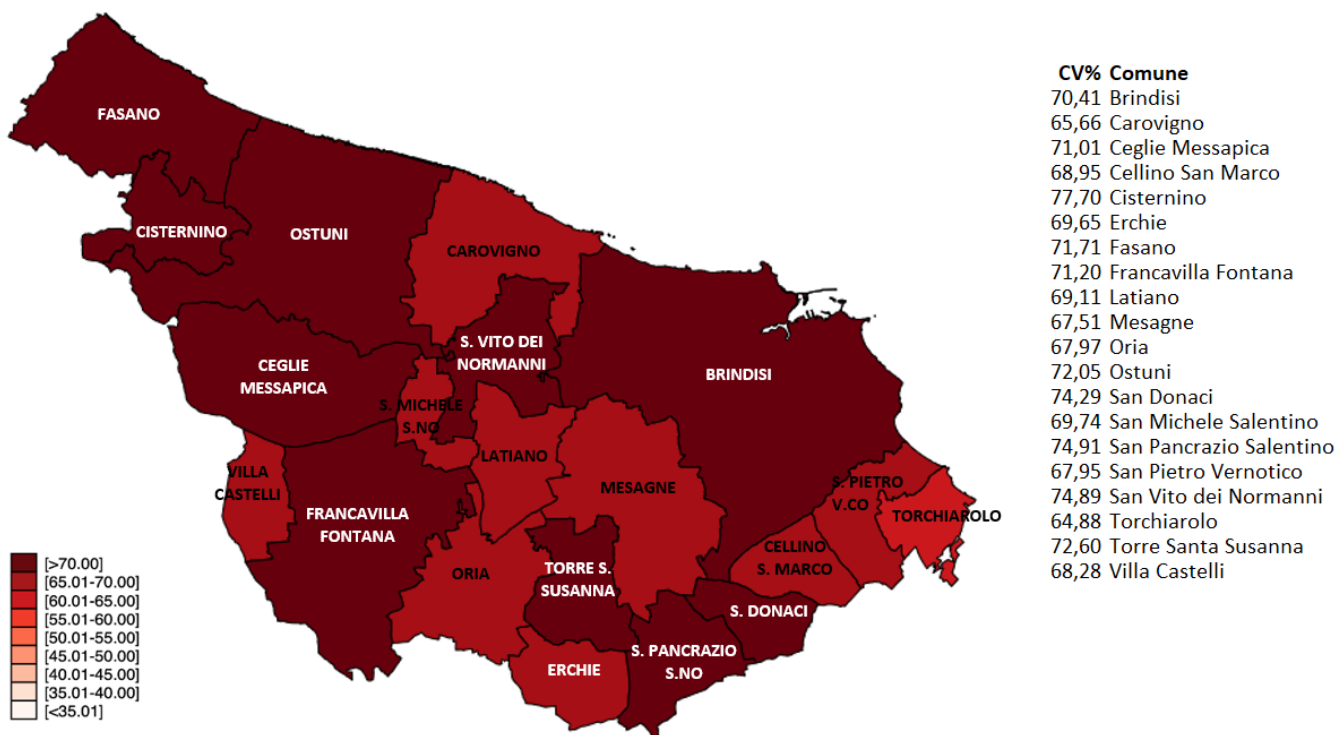 FASANO
CISTERNINO
OSTUNI
CAROVIGNO
S. VITO DEI
NORMANNI
CEGLIE
MESSAPICA
S. MICHELE
S.NO
BRINDISI
VILLA
CASTELLI
LATIANO
MESAGNE
S. PIETRO
V.CO
TORCHIAROLO
FRANCAVILLA
FONTANA
CELLINO
S. MARCO
ORIA
TORRE S.
SUSANNA
S. DONACI
S. PANCRAZIO
S.NO
ERCHIE
[>70.00]
[65.01-70.00]
[60.01-65.00]
[55.01-60.00]
[50.01-55.00]
[45.01-50.00]
[40.01-45.00]
[35.01-40.00]
[<35.01]
CV% Comune
70,41 Brindisi
65,66 Carovigno
71,01 Ceglie Messapica
68,95 Cellino San Marco
77,70 Cisternino
69,65 Erchie
71,71 Fasano
71,20 Francavilla Fontana
69,11 Latiano
67,51 Mesagne
67,97 Oria
72,05 Ostuni
74,29 San Donaci
69,74 San Michele Salentino
74,91 San Pancrazio Salentino
67,95 San Pietro Vernotico
74,89 San Vito dei Normanni
64,88 Torchiarolo
72,60 Torre Santa Susanna
68,28 Villa Castelli